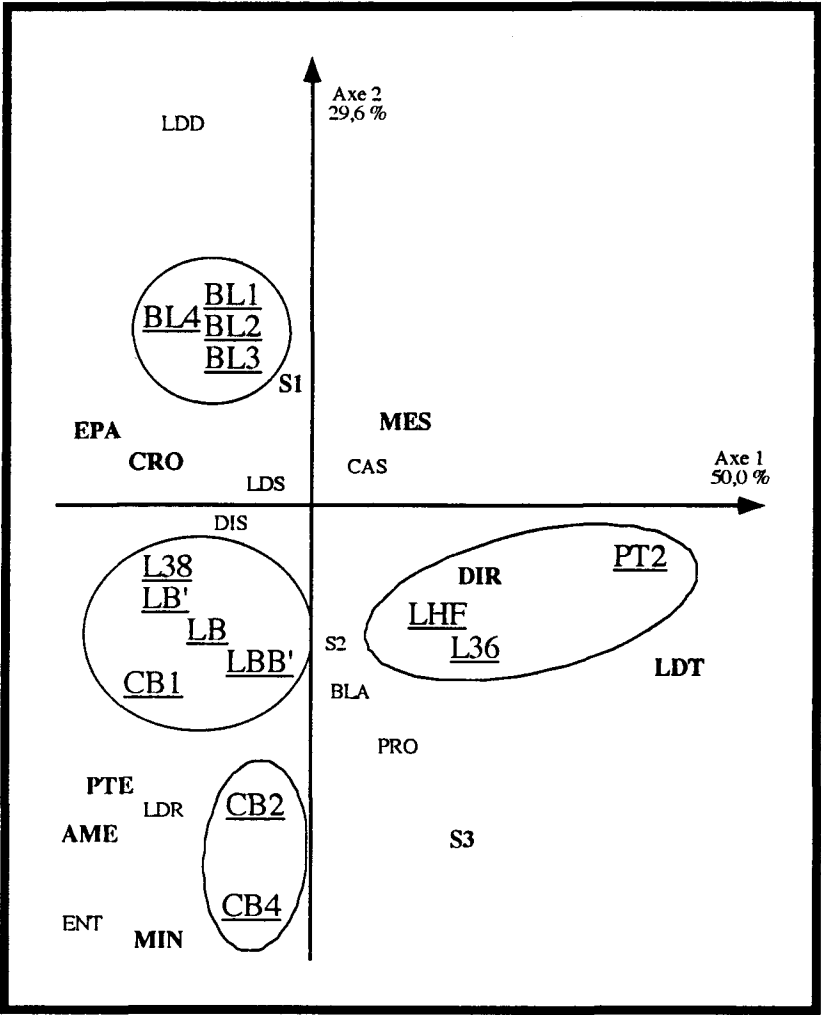 Axe 2
29,6 %
LDD
BL1
BL4
BL2
BL3
S1
MES
EPA
CRO
CAS
Axe 1
50,0 %
LDS
DIS
L38
PT2
DIR
LB'
LHF
LB
S2
L36
LBB'
LDT
CB1
BLA
PRO
PTE
LDR
CB2
AME
S3
CB4
ENT
MIN